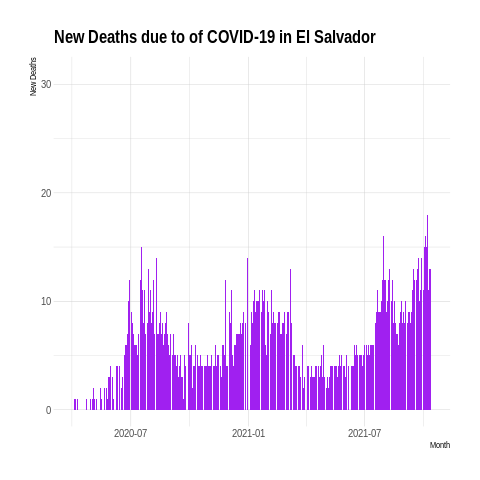 New Deaths due to of COVID-19 in El Salvador
New Deaths
30
20
10
0
2020-07
2021-01
2021-07
Month